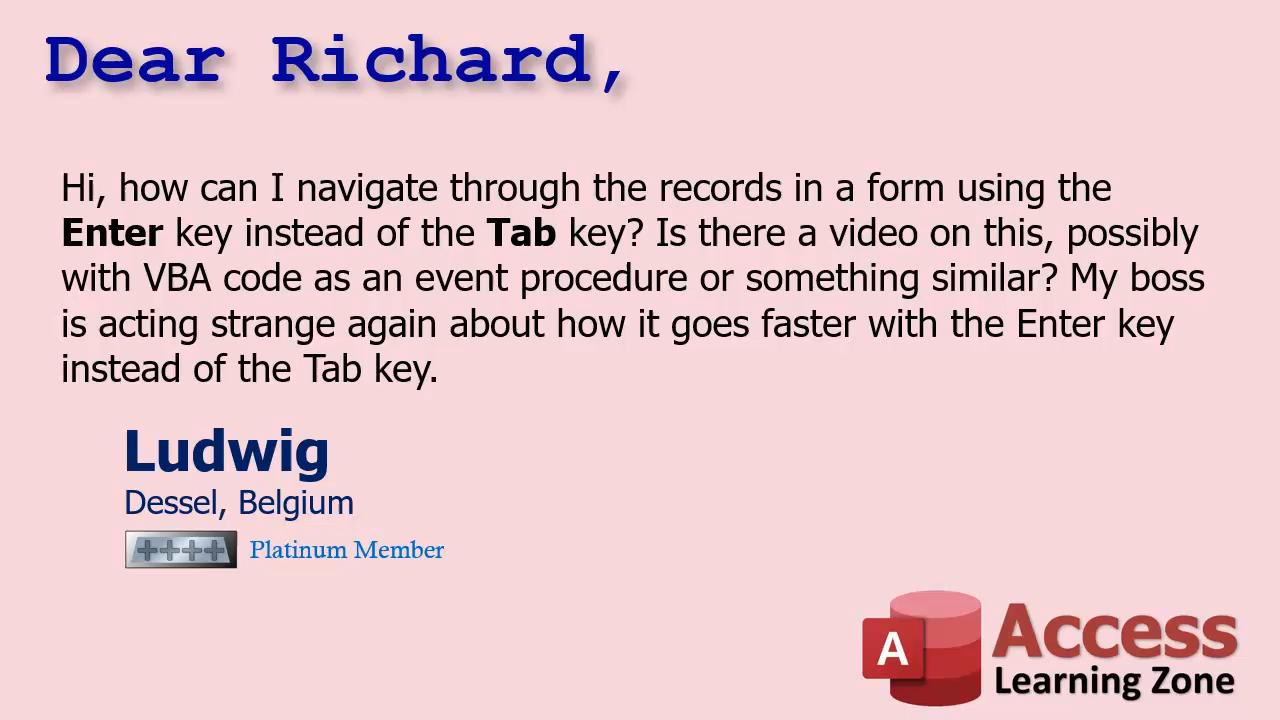 Dear Richard,
Hi, how can I navigate through the records in a form using the
Enter key instead of the Tab key? Is there a video on this, possibly
with VBA code as an event procedure or something similar? My boss
is acting strange again about how it goes faster with the Enter key
instead of the Tab key.
Ludwig
Dessel, Belgium
++++ Platinum Member
A Access
Learning Zone